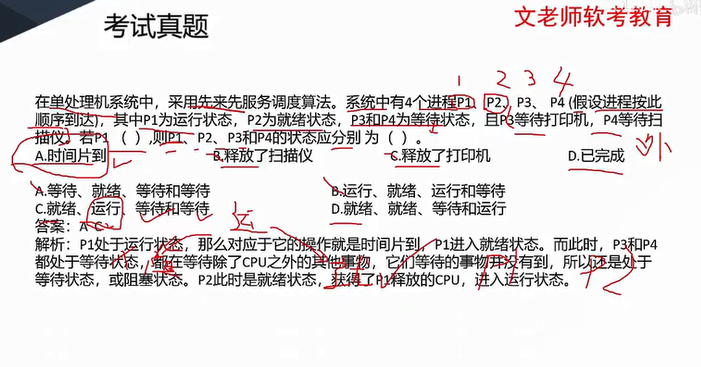 考试真题
文老师软考教育
1 2 3 4
在单处理机系统中，采用先来先服务调度算法。系统中有4个进程P1、P2、P3、P4 (假设进程按此
顺序到达)，其中P1为运行状态，P2为就绪状态，P3和P4为等待状态，且P3等待打印机，P4等待扫
描仪。若P1 （ ）,则P1、P2、P3和P4的状态应分别 为（ ）。
A.时间片到 B.释放了扫描仪 C.释放了打印机 D.已完成
A.等待、就绪、等待和等待 B.运行、就绪、运行和等待
C.就绪、运行、等待和等待 D.就绪、就绪、等待和运行
答案：A C
解析：P1处于运行状态，那么对应于它的操作就是时间片到，P1进入就绪状态。而此时，P3和P4
都处于等待状态，都在等待除了CPU之外的其他事物，它们等待的事物并没有到，所以还是处于
等待状态，或阻塞状态。P2此时是就绪状态，获得了P1释放的CPU，进入运行状态。
P1 P2